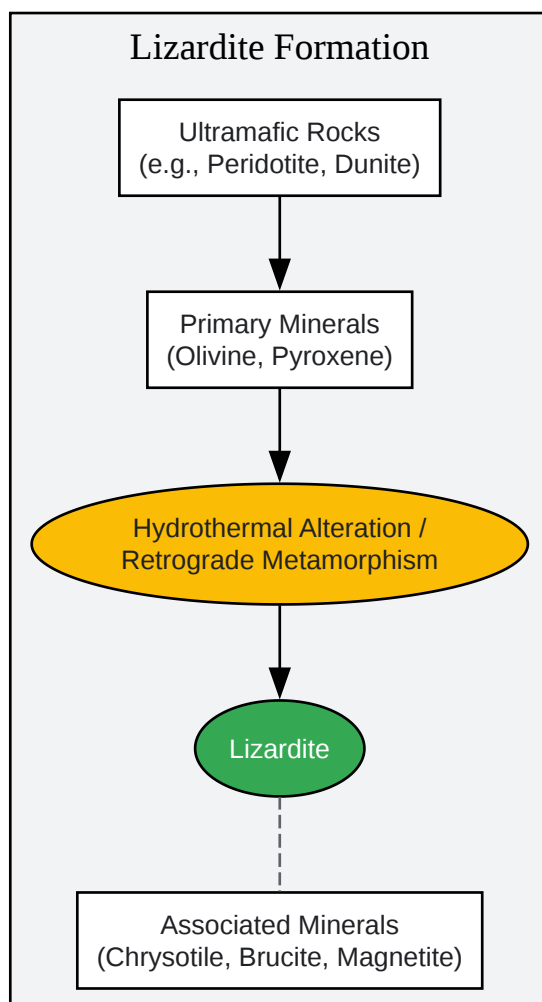 Lizardite Formation
Ultramafic Rocks
(e.g., Peridotite, Dunite)
Primary Minerals
(Olivine, Pyroxene)
Hydrothermal Alteration /
Retrograde Metamorphism
Lizardite
Associated Minerals
(Chrysotile, Brucite, Magnetite)